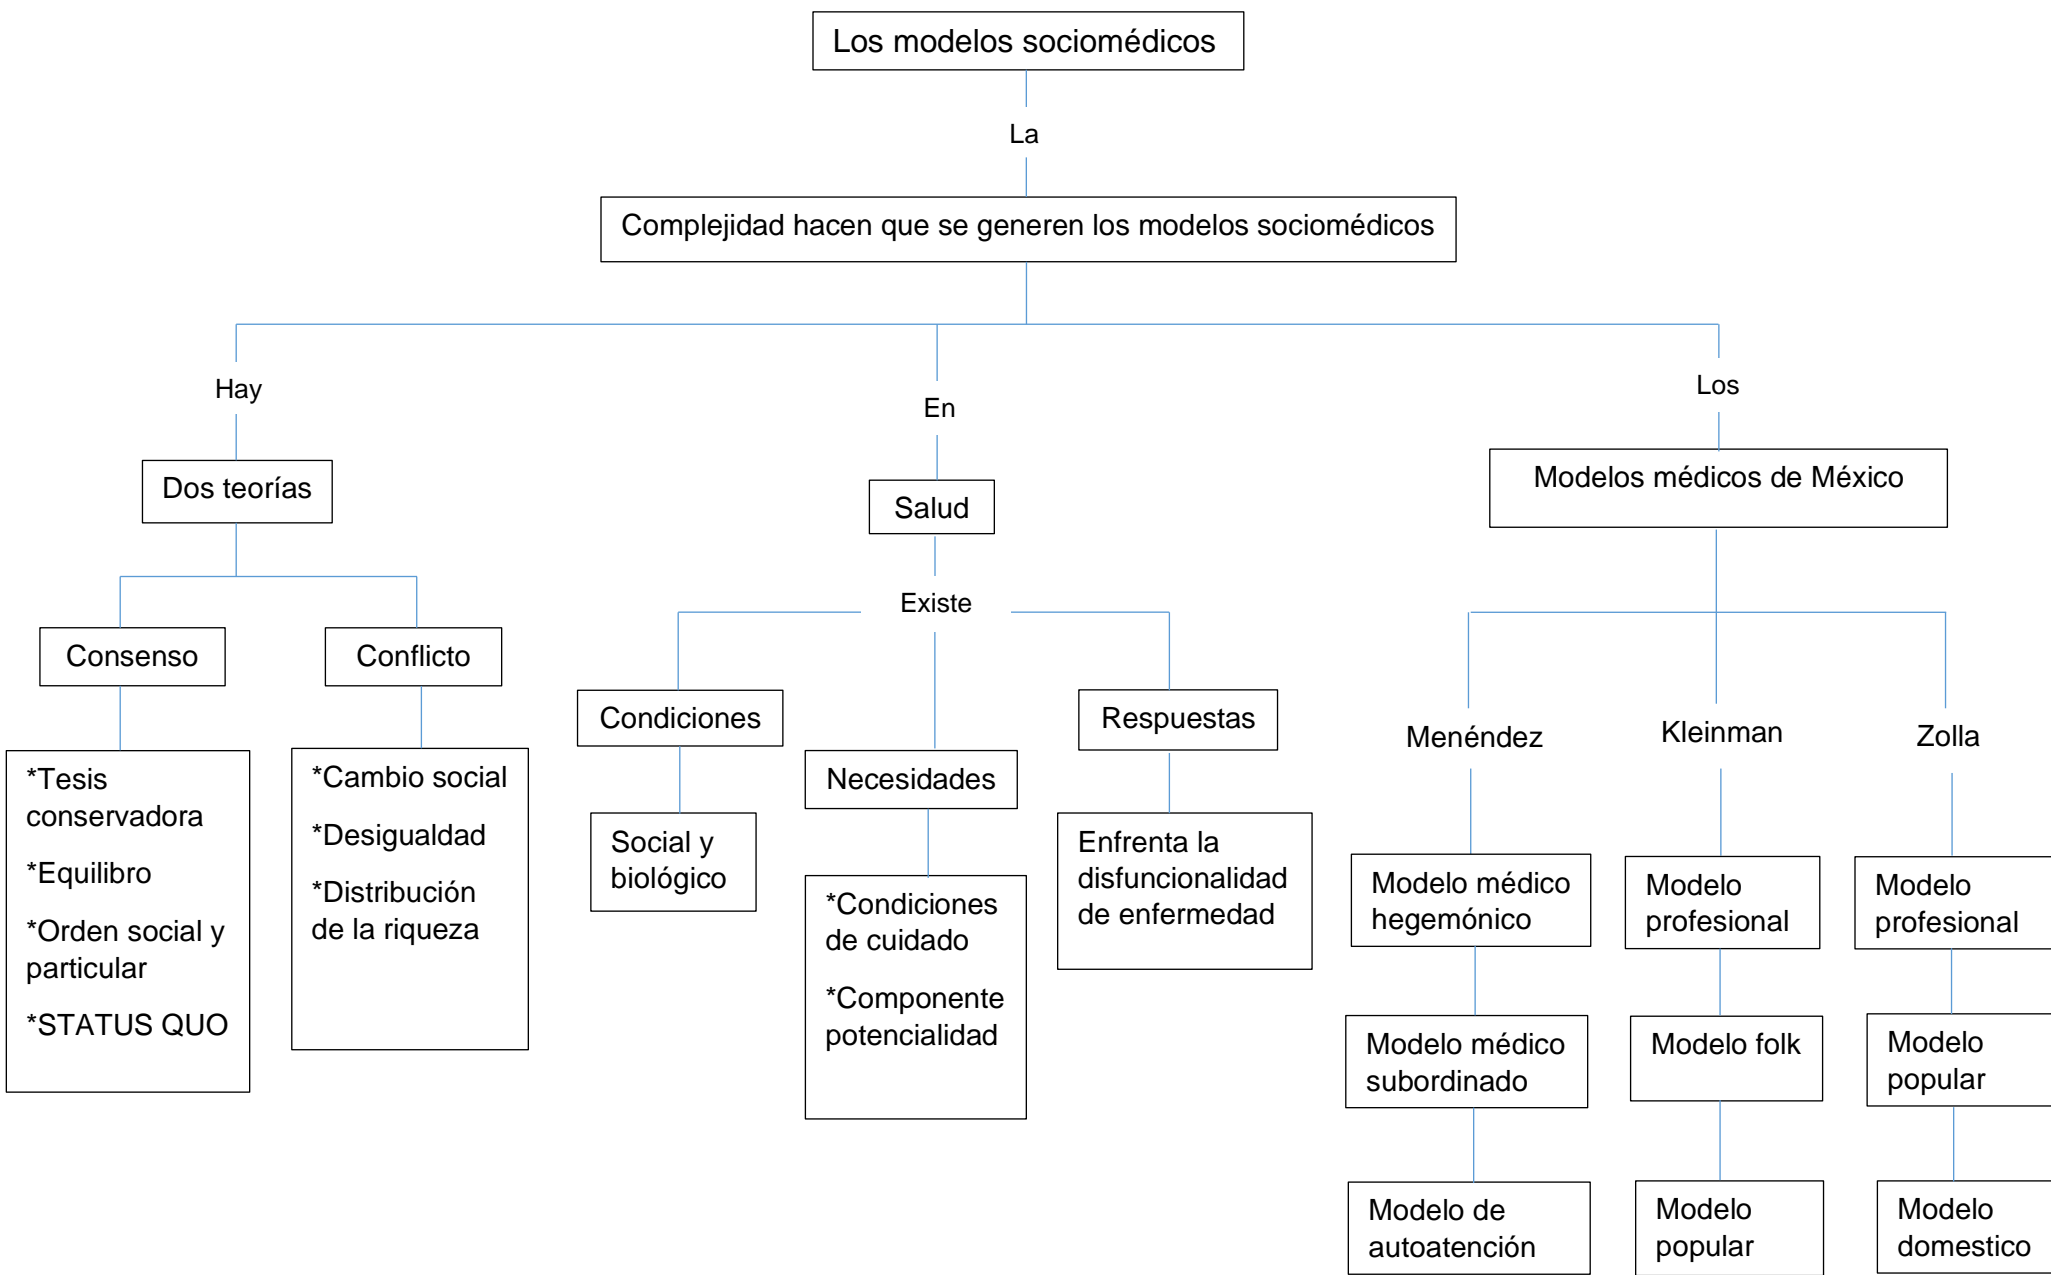 Los modelos sociomédicos
La
Complejidad hacen que se generen los modelos sociomédicos
Hay
Dos teorías
Consenso
*Tesis
conservadora
*Equilibro
*Orden social y
particular
*STATUS QUO
Conflicto
*Cambio social
*Desigualdad
*Distribución
de la riqueza
En
Salud
Existe
Condiciones
Social y
biológico
Necesidades
*Condiciones
de cuidado
*Componente
potencialidad
Respuestas
Enfrenta la
disfuncionalidad
de enfermedad
Los
Modelos médicos de México
Menéndez
Modelo médico
hegemónico
Modelo médico
subordinado
Modelo de
autoatención
Kleinman
Modelo
profesional
Modelo folk
Modelo
popular
Zolla
Modelo
profesional
Modelo
popular
Modelo
domestico